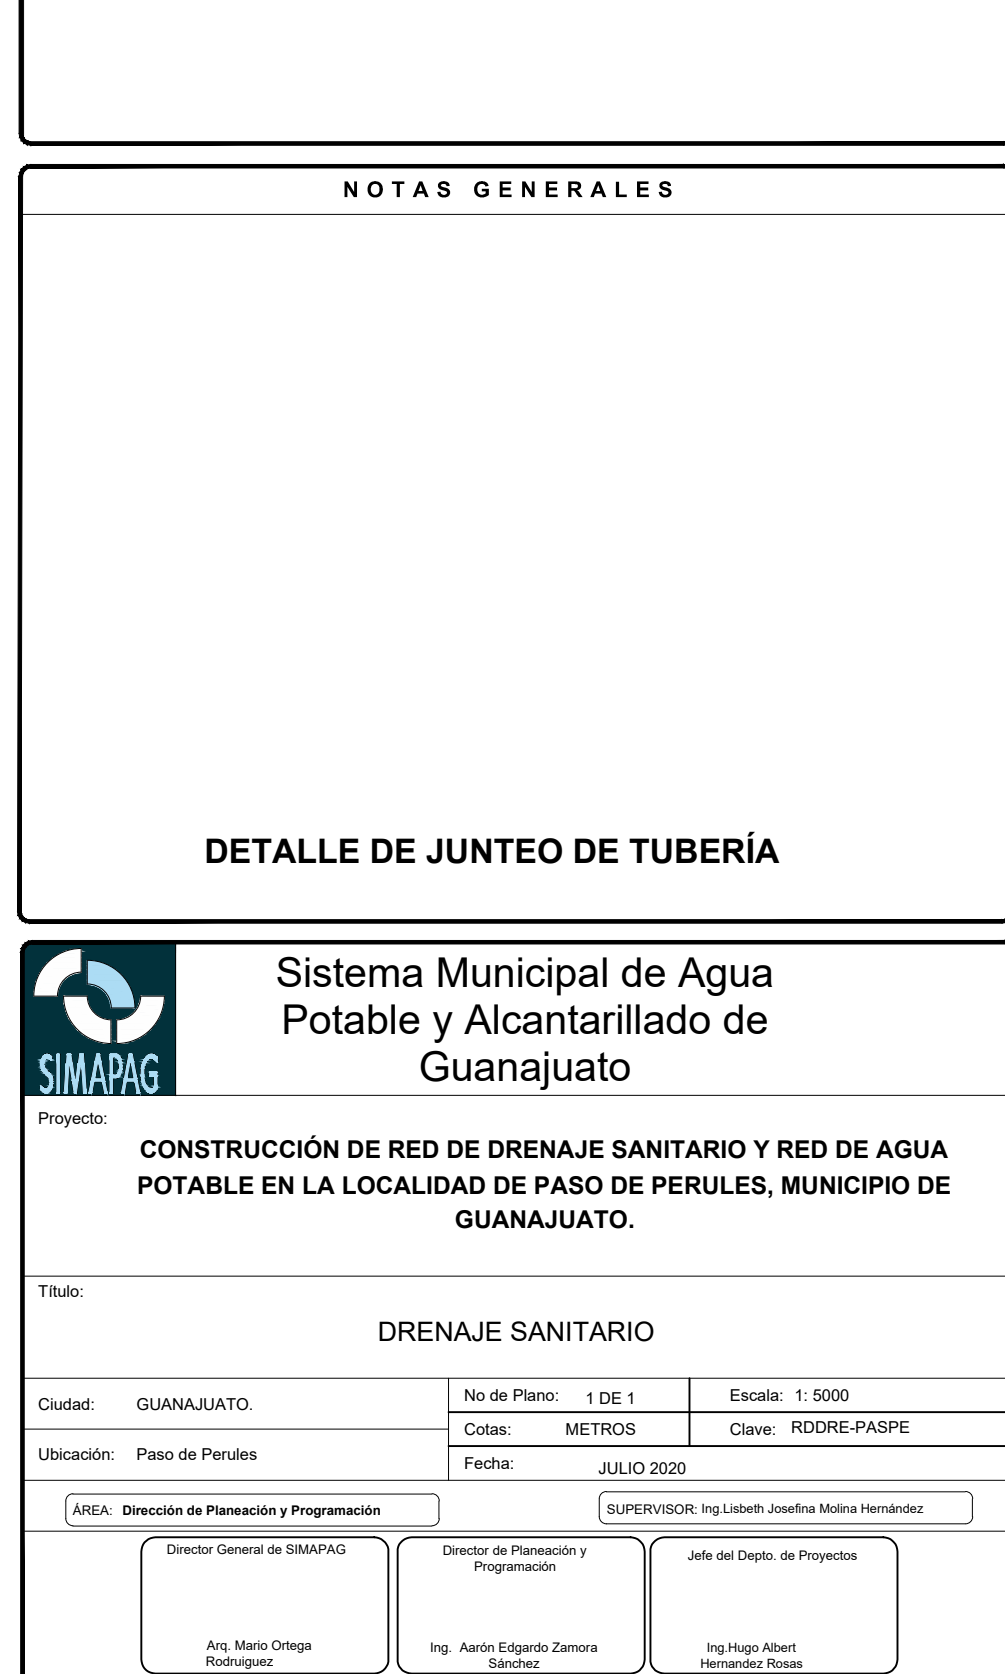 NOTAS GENERALES
DETALLE DE JUNTEO DE TUBERÍA
SIMAPAG
Sistema Municipal de Agua
Potable y Alcantarillado de
Guanajuato
Proyecto:
CONSTRUCCIÓN DE RED DE DRENAJE SANITARIO Y RED DE AGUA
POTABLE EN LA LOCALIDAD DE PASO DE PERULES, MUNICIPIO DE
GUANAJUATO.
Título:
DRENAJE SANITARIO
Ciudad: GUANAJUATO.
No de Plano: 1 DE 1
Escala: 1: 5000
Cotas: METROS
Clave: RDDRE-PASPE
Ubicación: Paso de Perules
Fecha: JULIO 2020
ÁREA: Dirección de Planeación y Programación
SUPERVISOR: Ing.Lisbeth Josefina Molina Hernández
Director General de SIMAPAG
Arq. Mario Ortega
Rodruiguez
Director de Planeación y
Programación
Ing. Aarón Edgardo Zamora
Sánchez
Jefe del Depto. de Proyectos
Ing.Hugo Albert
Hernandez Rosas